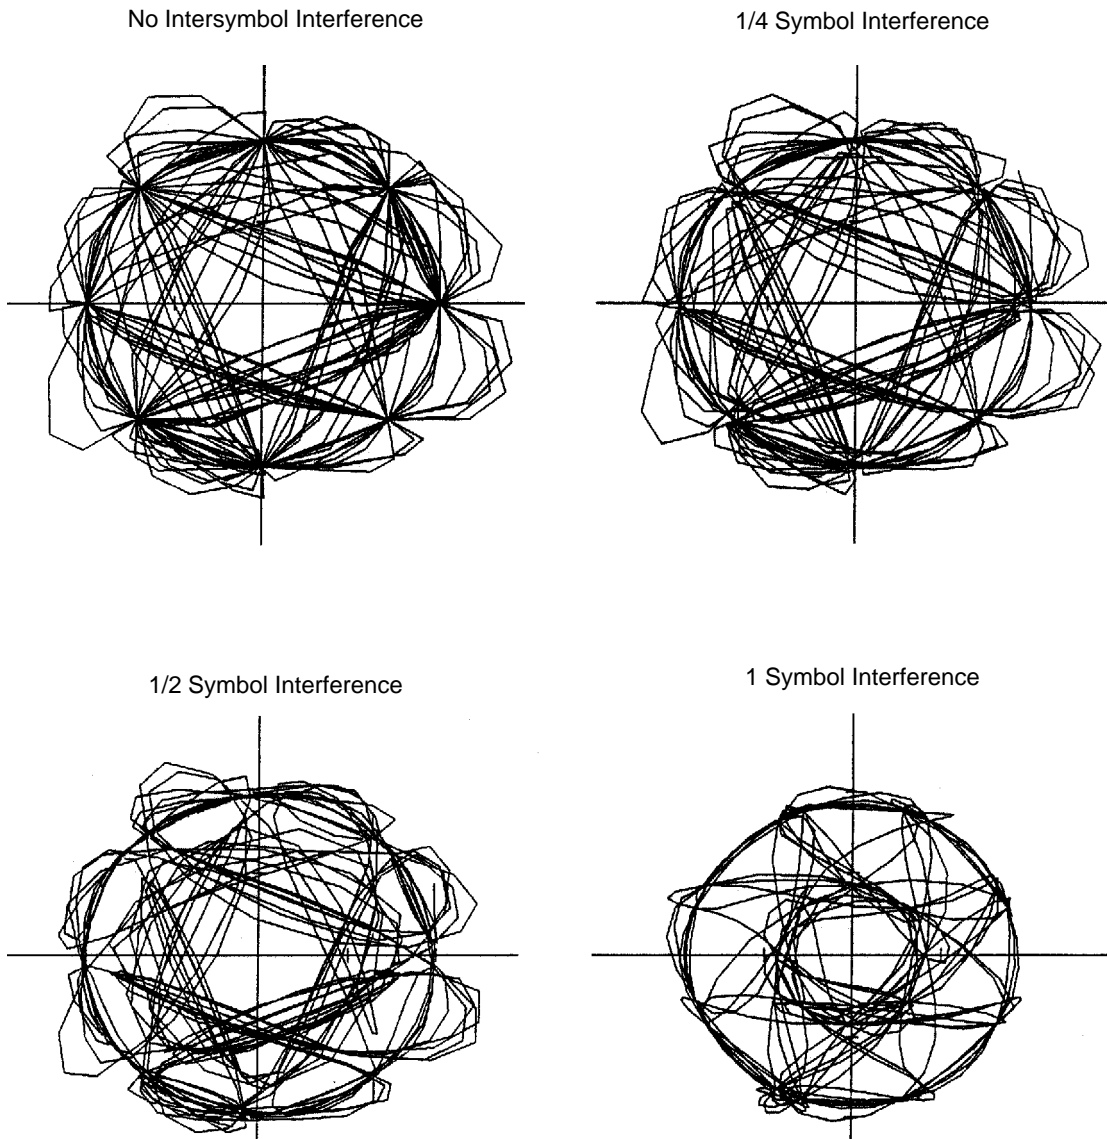 No Intersymbol Interference
1/4 Symbol Interference
1/2 Symbol Interference
1 Symbol Interference